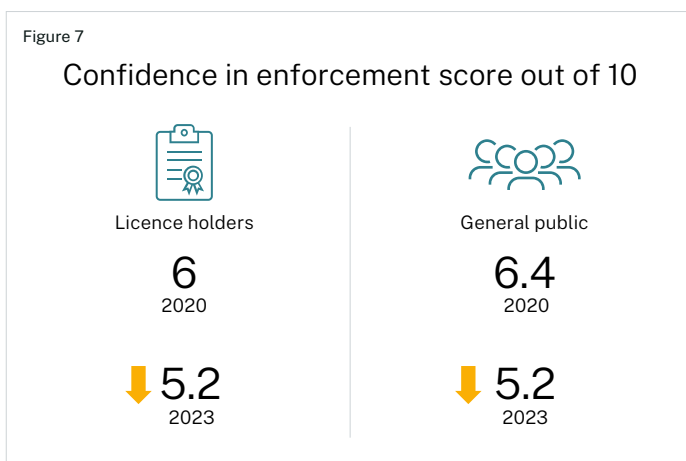 Figure 7
Confidence in enforcement score out of 10
Licence holders
6
2020
5.2
2023
General public
6.4
2020
5.2
2023